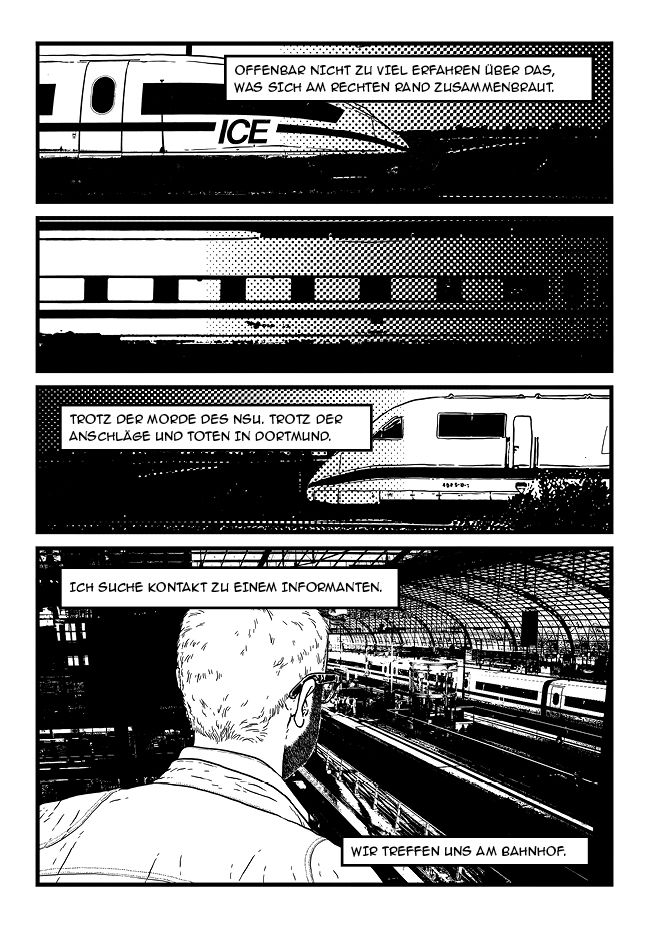 OFFENBAR NICHT ZU VIEL ERFAHREN ÜBER DAS,
WAS SICH AM RECHTEN RAND ZUSAMMENBRAUT.
ICE
TROTZ DER MORDE DES NSU. TROTZ DER
ANSCHLÄGE UND TOTEN IN DORTMUND.
ICH SUCHE KONTAKT ZU EINEM INFORMANTEN.
WIR TREFFEN UNS AM BAHNHOF.